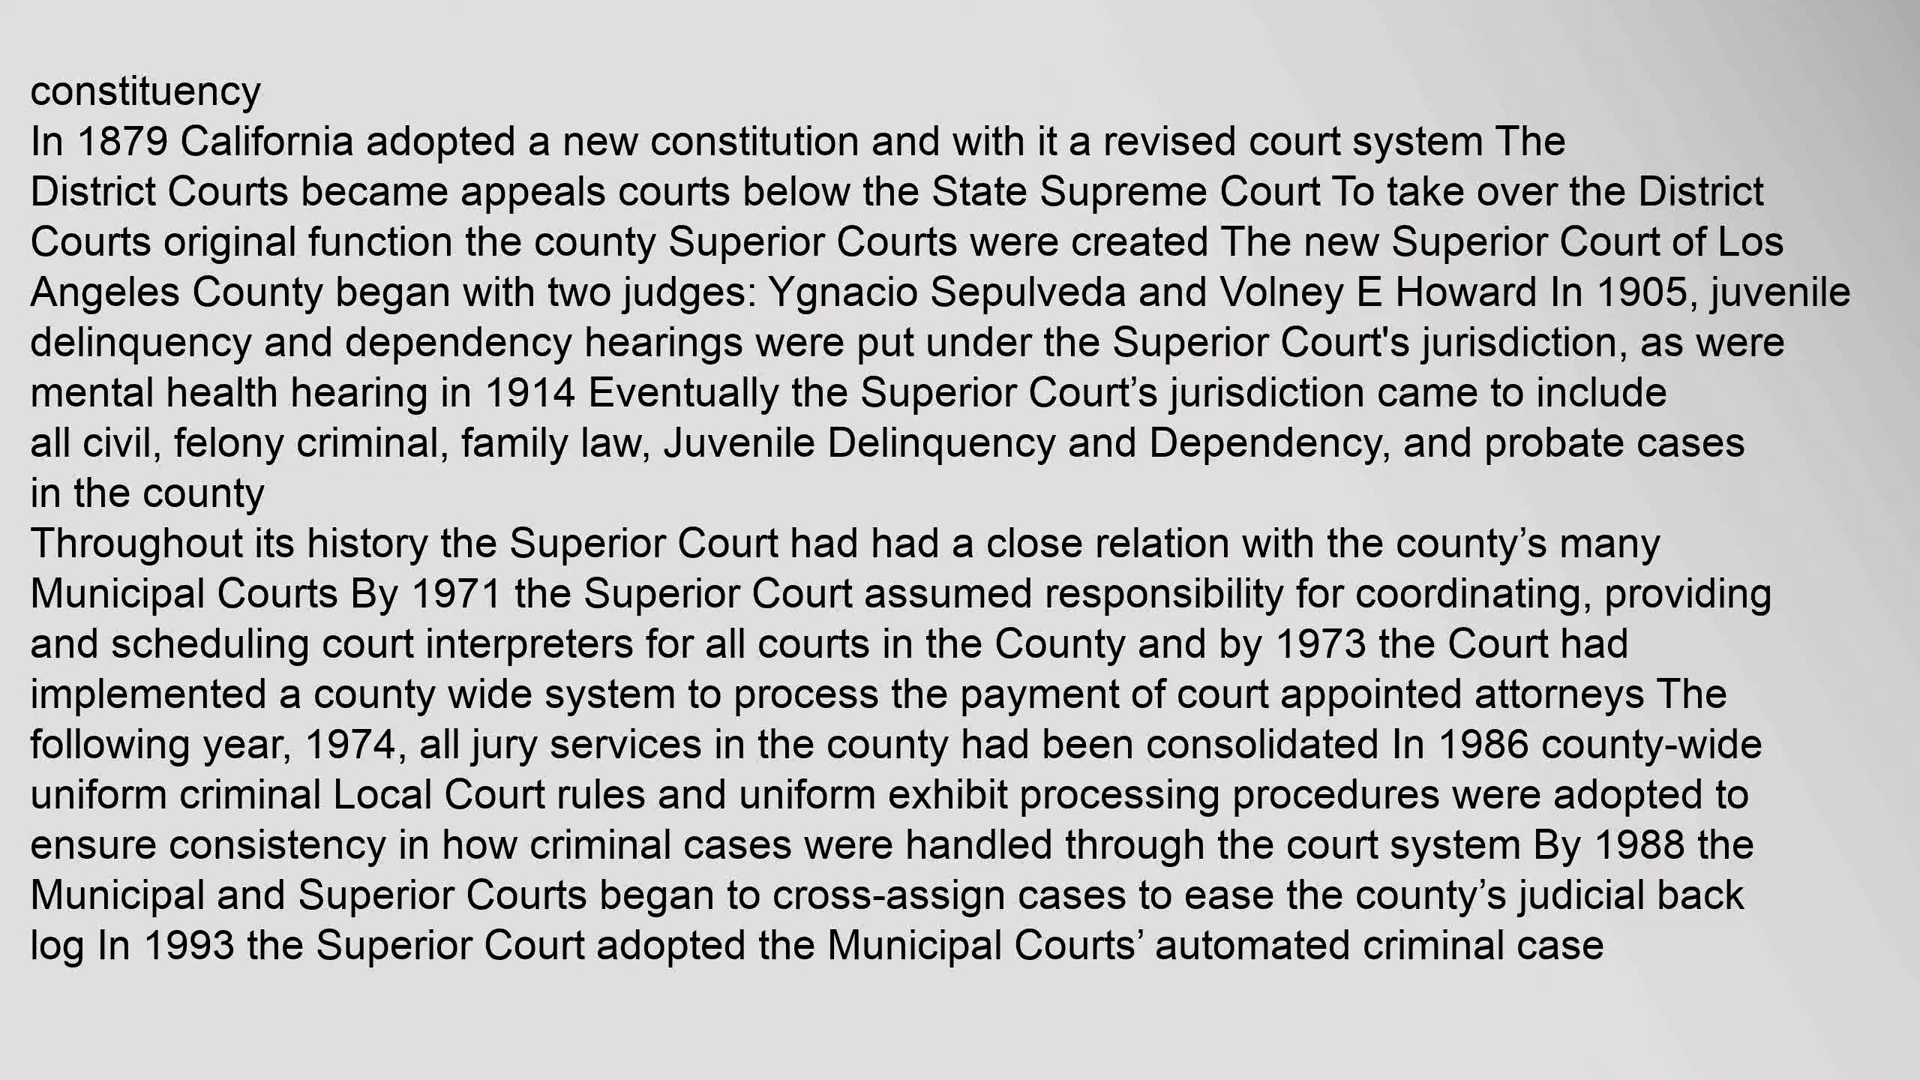 constituency
In 1879 California adopted a new constitution and with it a revised court system The
District Courts became appeals courts below the State Supreme Court To take over the District
Courts original function the county Superior Courts were created The new Superior Court of Los
Angeles County began with two judges: Ygnacio Sepulveda and Volney E Howard In 1905, juvenile
delinquency and dependency hearings were put under the Superior Court's jurisdiction, as were
mental health hearing in 1914 Eventually the Superior Court’s jurisdiction came to include
all civil, felony criminal, family law, Juvenile Delinquency and Dependency, and probate cases
in the county
Throughout its history the Superior Court had had a close relation with the county’s many
Municipal Courts By 1971 the Superior Court assumed responsibility for coordinating, providing
and scheduling court interpreters for all courts in the County and by 1973 the Court had
implemented a county wide system to process the payment of court appointed attorneys The
following year, 1974, all jury services in the county had been consolidated In 1986 county-wide
uniform criminal Local Court rules and uniform exhibit processing procedures were adopted to
ensure consistency in how criminal cases were handled through the court system By 1988 the
Municipal and Superior Courts began to cross-assign cases to ease the county’s judicial back
log In 1993 the Superior Court adopted the Municipal Courts’ automated criminal case